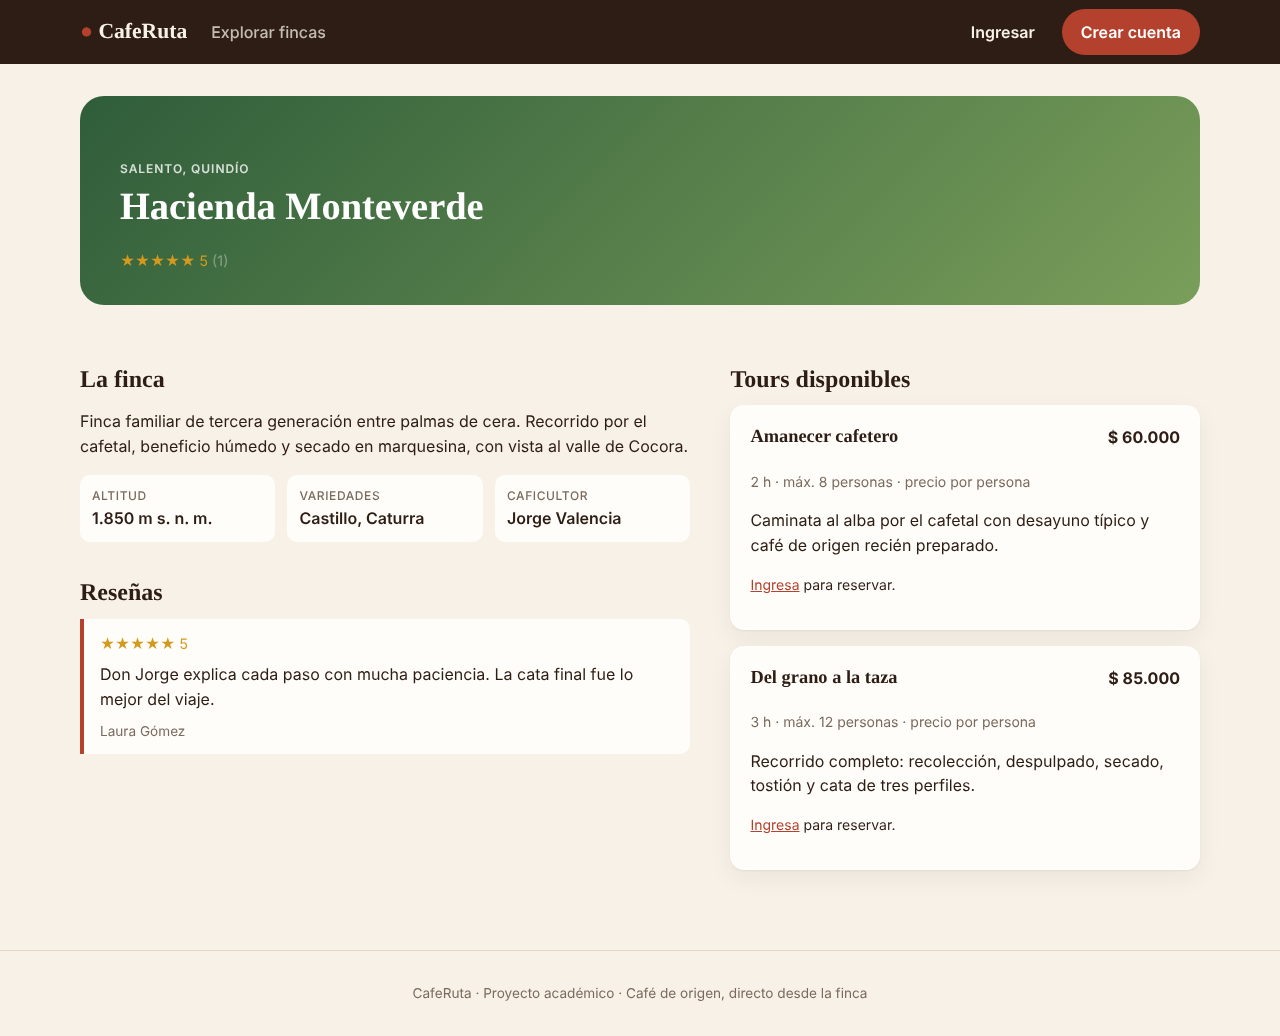 CafeRuta
Explorar fincas
Ingresar
Crear cuenta
SALENTO, QUINDÍO
Hacienda Monteverde
★★★★★ 5 (1)
La finca
Finca familiar de tercera generación entre palmas de cera. Recorrido por el
cafetal, beneficio húmedo y secado en marquesina, con vista al valle de Cocora.
ALTITUD
1.850 m s. n. m.
VARIEDADES
Castillo, Caturra
CAFICULTOR
Jorge Valencia
Reseñas
★★★★★ 5
Don Jorge explica cada paso con mucha paciencia. La cata final fue lo
mejor del viaje.
Laura Gómez
Tours disponibles
Amanecer cafetero
$ 60.000
2 h · máx. 8 personas · precio por persona
Caminata al alba por el cafetal con desayuno típico y
café de origen recién preparado.
Ingresa para reservar.
Del grano a la taza
$ 85.000
3 h · máx. 12 personas · precio por persona
Recorrido completo: recolección, despulpado, secado,
tostión y cata de tres perfiles.
Ingresa para reservar.
CafeRuta · Proyecto académico · Café de origen, directo desde la finca